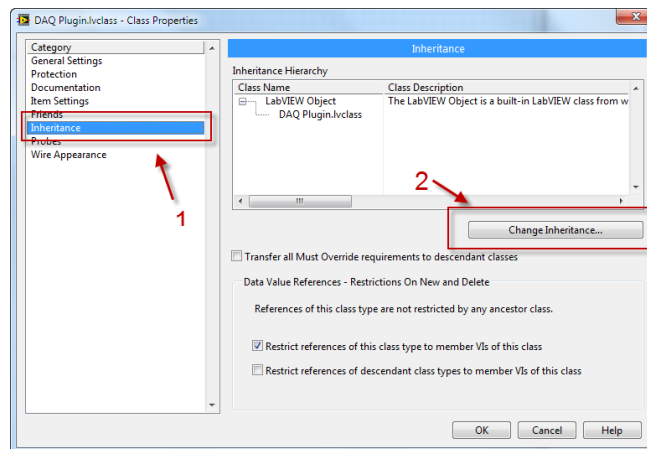 DAQ Plugin.lvclass - Class Properties
Category
General Settings
Protection
Documentation
Item Settings
Friends
Inheritance
Probes
Wire Appearance
1
Inheritance
Inheritance Hierarchy
Class Name Class Description
LabVIEW Object The LabVIEW Object is a built-in LabVIEW class from w
DAQ Plugin.lvclass
2
Change Inheritance...
Transfer all Must Override requirements to descendant classes
Data Value References - Restrictions On New and Delete
References of this class type are not restricted by any ancestor class.
Restrict references of this class type to member VIs of this class
Restrict references of descendant class types to member VIs of this class
OK Cancel Help